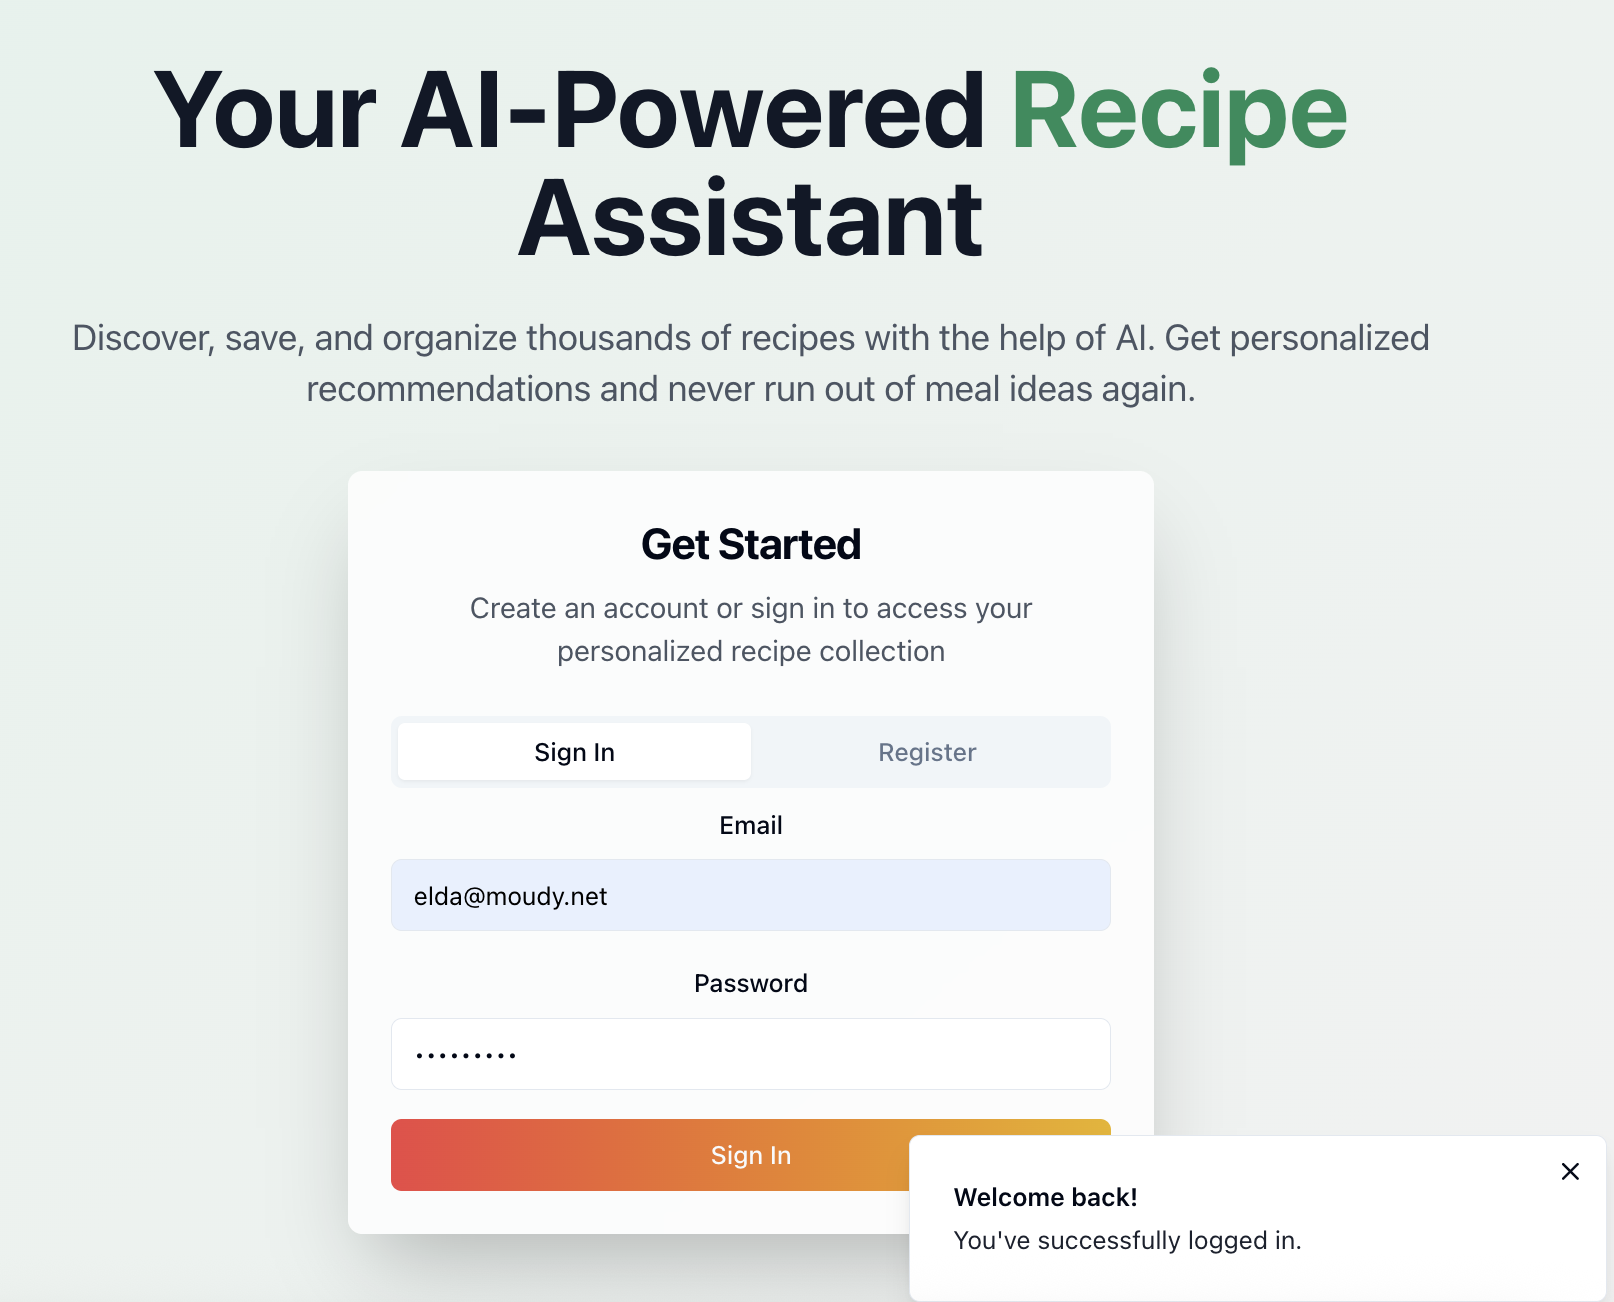 Your AI-Powered Recipe
Assistant
Discover, save, and organize thousands of recipes with the help of AI. Get personalized
recommendations and never run out of meal ideas again.
Get Started
Create an account or sign in to access your
personalized recipe collection
Sign In Register
Email
elda@moudy.net
Password
•••••••••
Sign In
Welcome back!
You've successfully logged in.